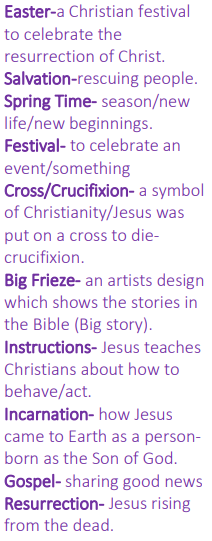 Easter-a Christian festival
to celebrate the
resurrection of Christ.
Salvation-rescuing people.
Spring Time- season/new
life/new beginnings.
Festival- to celebrate an
event/something
Cross/Crucifixion- a symbol
of Christianity/Jesus was
put on a cross to die-
crucifixion.
Big Frieze- an artists design
which shows the stories in
the Bible (Big story).
Instructions- Jesus teaches
Christians about how to
behave/act.
Incarnation- how Jesus
came to Earth as a person-
born as the Son of God.
Gospel- sharing good news
Resurrection- Jesus rising
from the dead.